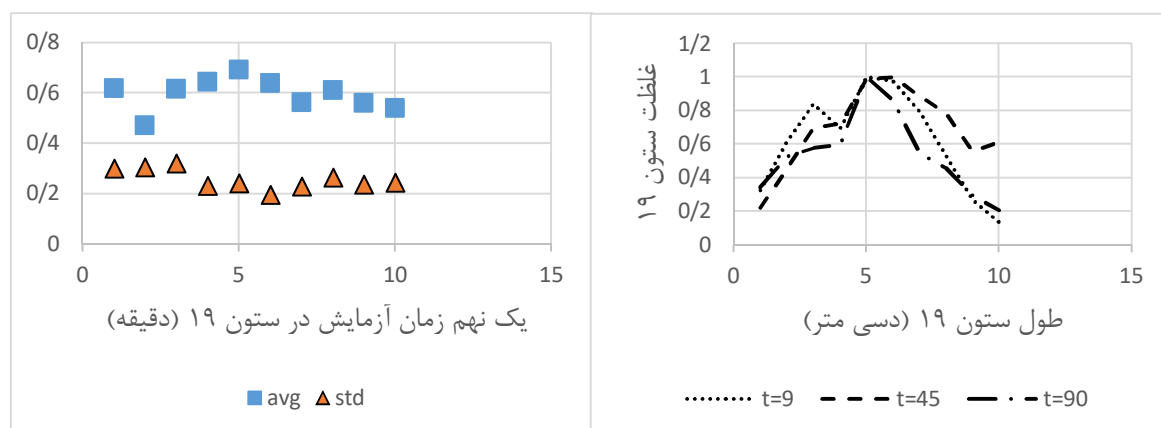 0/8
0/6
0/4
0/2
0
0
5
10
15
یک نهم زمان آزمایش در ستون ۱۹ (دقیقه)
avg
std
غلظت ستون ۱۹
1/2
1
0/8
0/6
0/4
0/2
0
0
5
10
15
طول ستون ۱۹ (دسی متر)
t=9
t=45
t=90